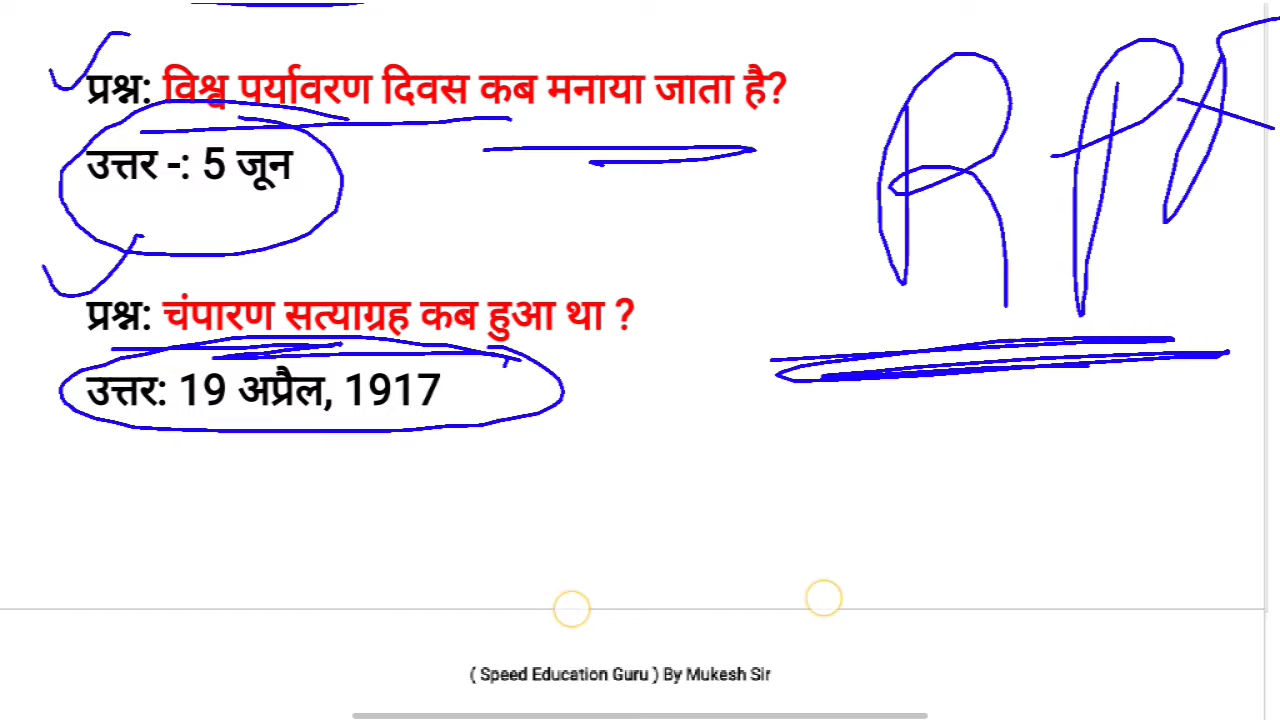 प्रश्न: विश्व पर्यावरण दिवस कब मनाया जाता है?
उत्तर -: 5 जून
प्रश्न: चंपारण सत्याग्रह कब हुआ था ?
उत्तर: 19 अप्रैल, 1917
RPF
( Speed Education Guru ) By Mukesh Sir